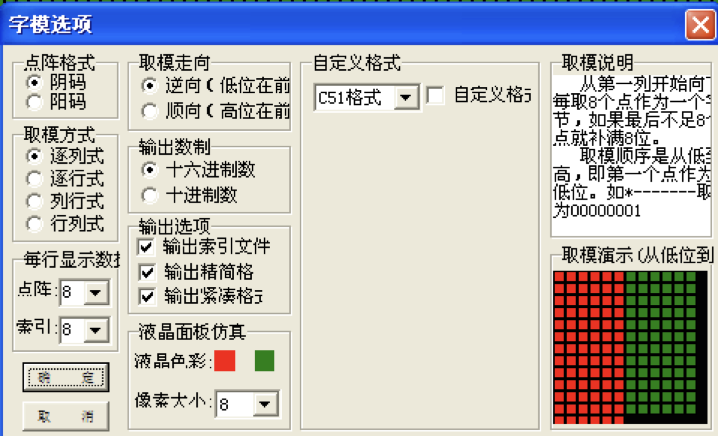 字模选项
点阵格式
阴码
阳码
取模方式
逐列式
逐行式
列行式
行列式
每行显示数据
点阵:8
索引:8
确 定
取 消
取模走向
逆向(低位在前
顺向(高位在前
输出数制
十六进制数
十进制数
输出选项
输出索引文件
输出精简格
输出紧凑格式
液晶面板仿真
液晶色彩:
像素大小:8
自定义格式
C51格式
自定义格式
取模说明
从第一列开始向下
每取8个点作为一个字
节,如果最后不足8个
点就补满8位。
取模顺序是从低到
高,即第一个点作为
低位。如*-------取
为00000001
取模演示(从低位到